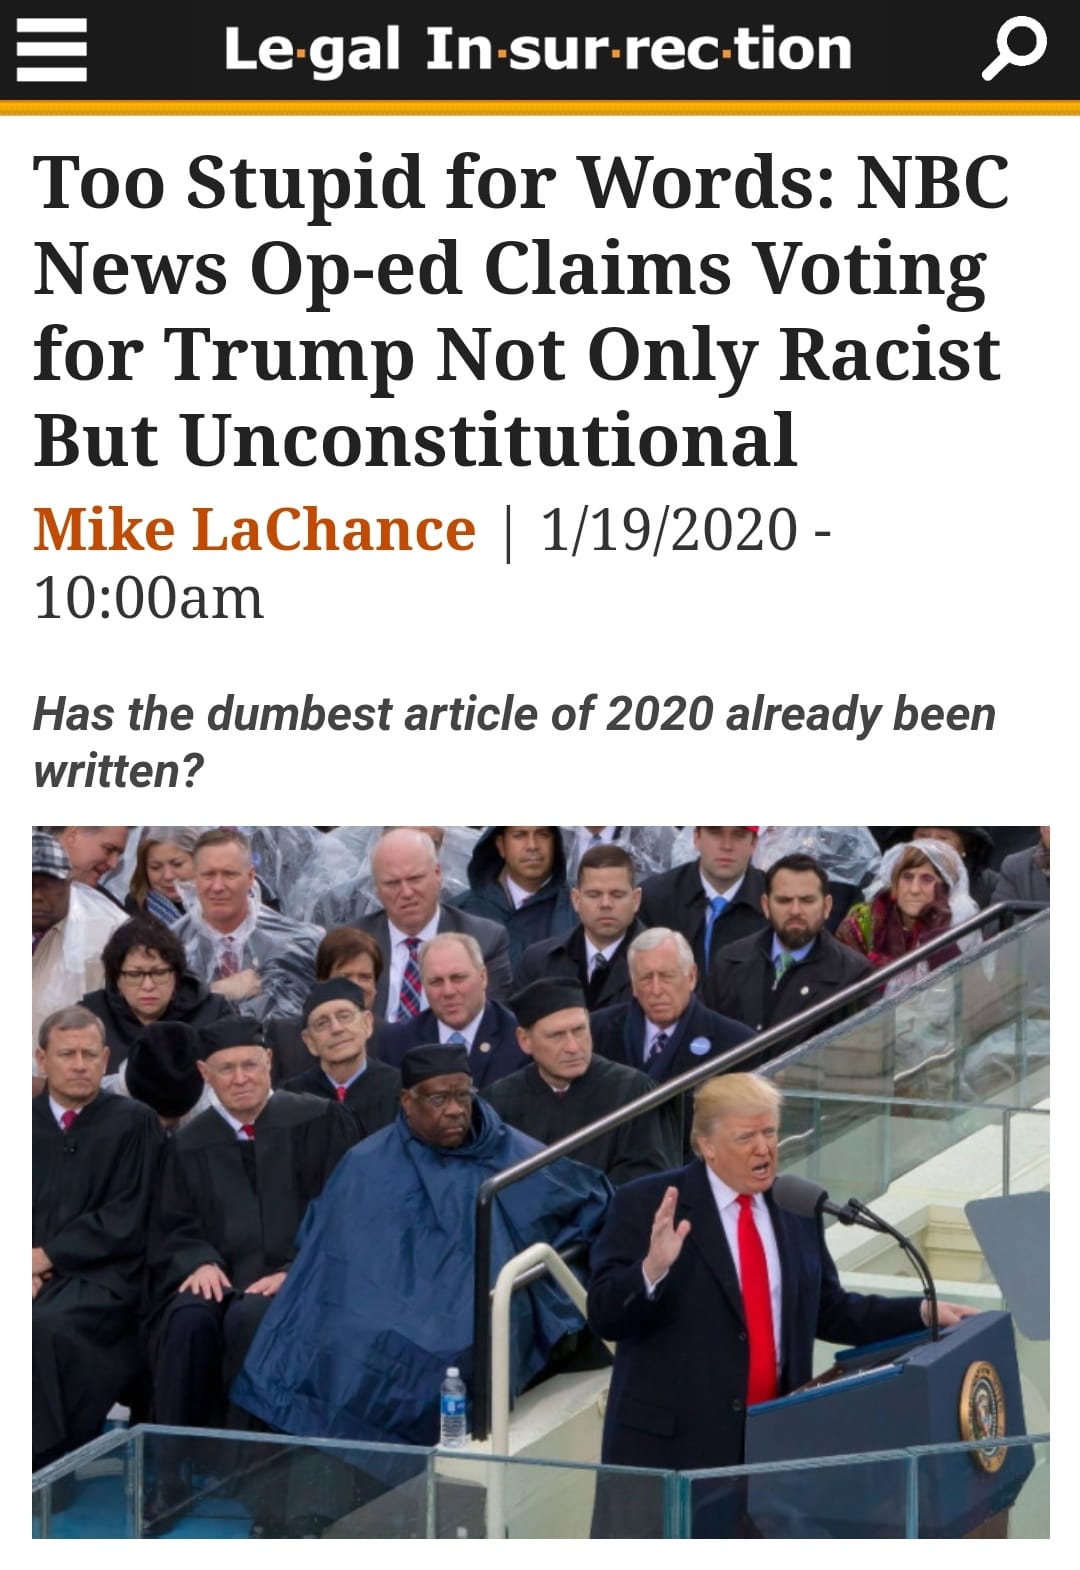 Le·gal In·sur·rec·tion
Too Stupid for Words: NBC
News Op-ed Claims Voting
for Trump Not Only Racist
But Unconstitutional
Mike LaChance | 1/19/2020 -
10:00am
Has the dumbest article of 2020 already been
written?